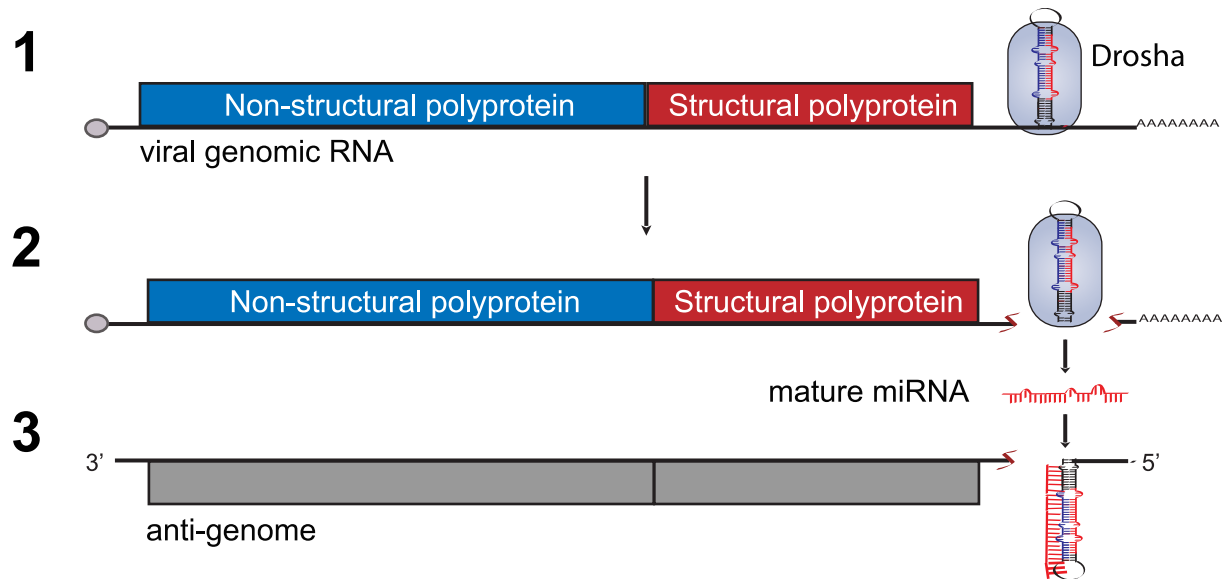 1
Drosha
Non-structural polyprotein Structural polyprotein
AAAAAAAA
viral genomic RNA
2
Non-structural polyprotein Structural polyprotein
AAAAAAAA
mature miRNA
3
3’ 5’
anti-genome